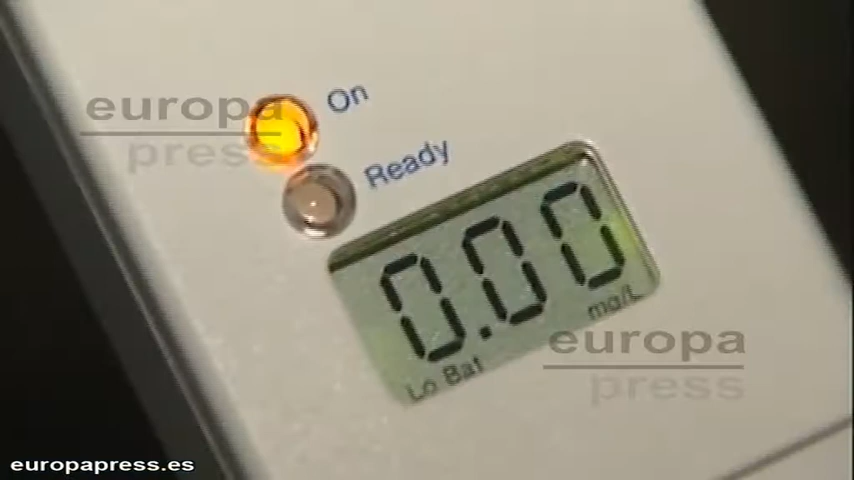 europa
press
On
Ready
0.00
mg/L
Lo Bat
europa
press
europapress.es